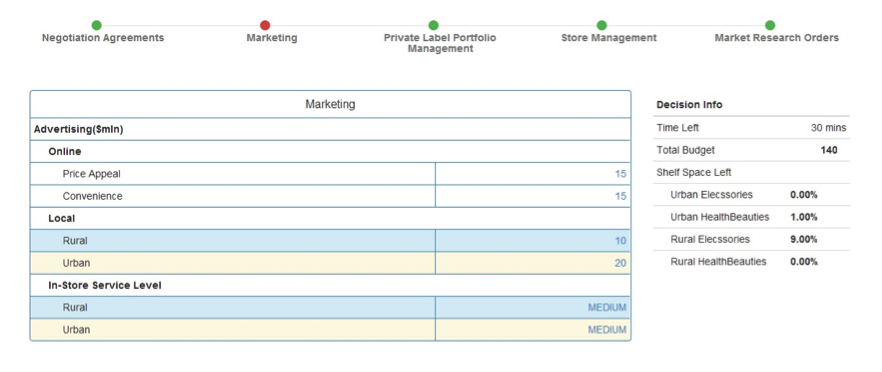 Negotiation Agreements
Marketing
Private Label Portfolio
Management
Store Management
Market Research Orders
Marketing
Advertising($mln)
Online
Price Appeal 15
Convenience 15
Local
Rural 10
Urban 20
In-Store Service Level
Rural MEDIUM
Urban MEDIUM
Decision Info
Time Left 30 mins
Total Budget 140
Shelf Space Left
Urban Elecssories 0.00%
Urban HealthBeauties 1.00%
Rural Elecssories 9.00%
Rural HealthBeauties 0.00%